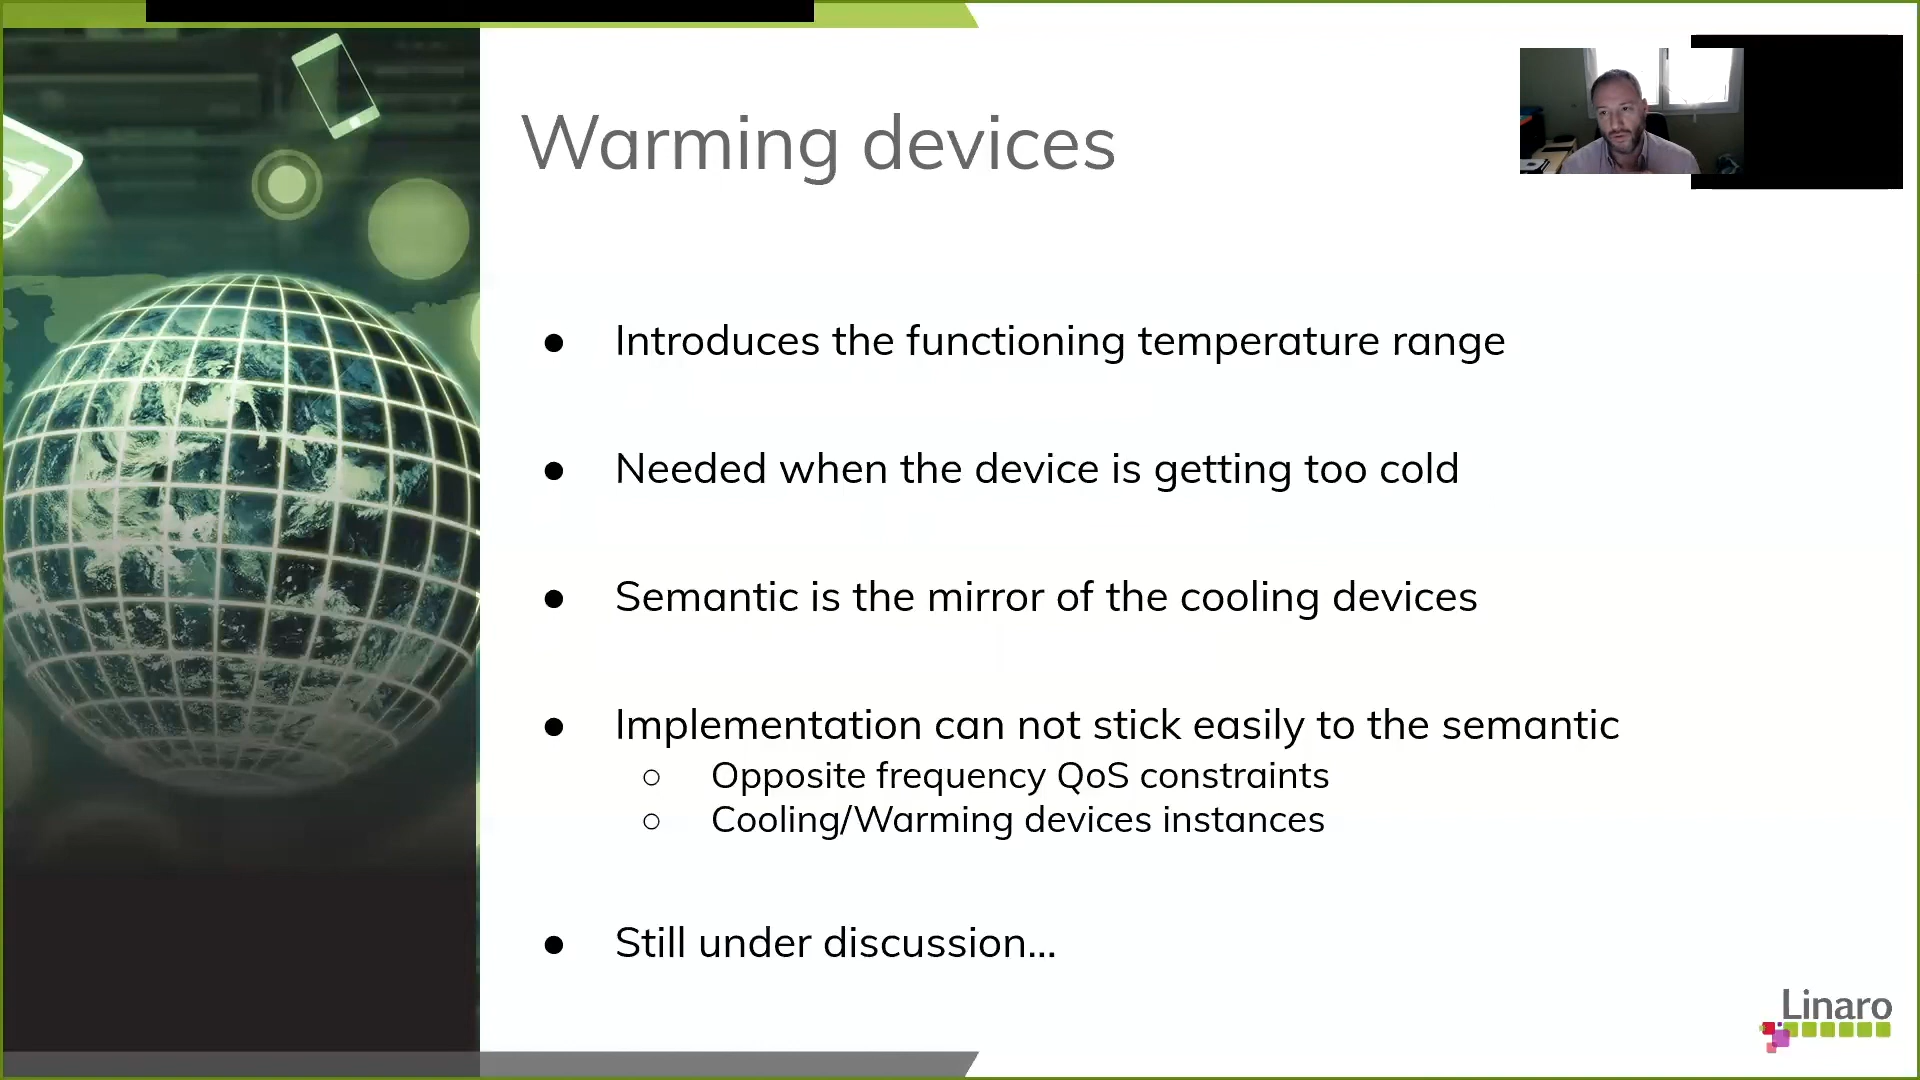 Warming devices
● Introduces the functioning temperature range
● Needed when the device is getting too cold
● Semantic is the mirror of the cooling devices
● Implementation can not stick easily to the semantic
○ Opposite frequency QoS constraints
○ Cooling/Warming devices instances
● Still under discussion...
Linaro